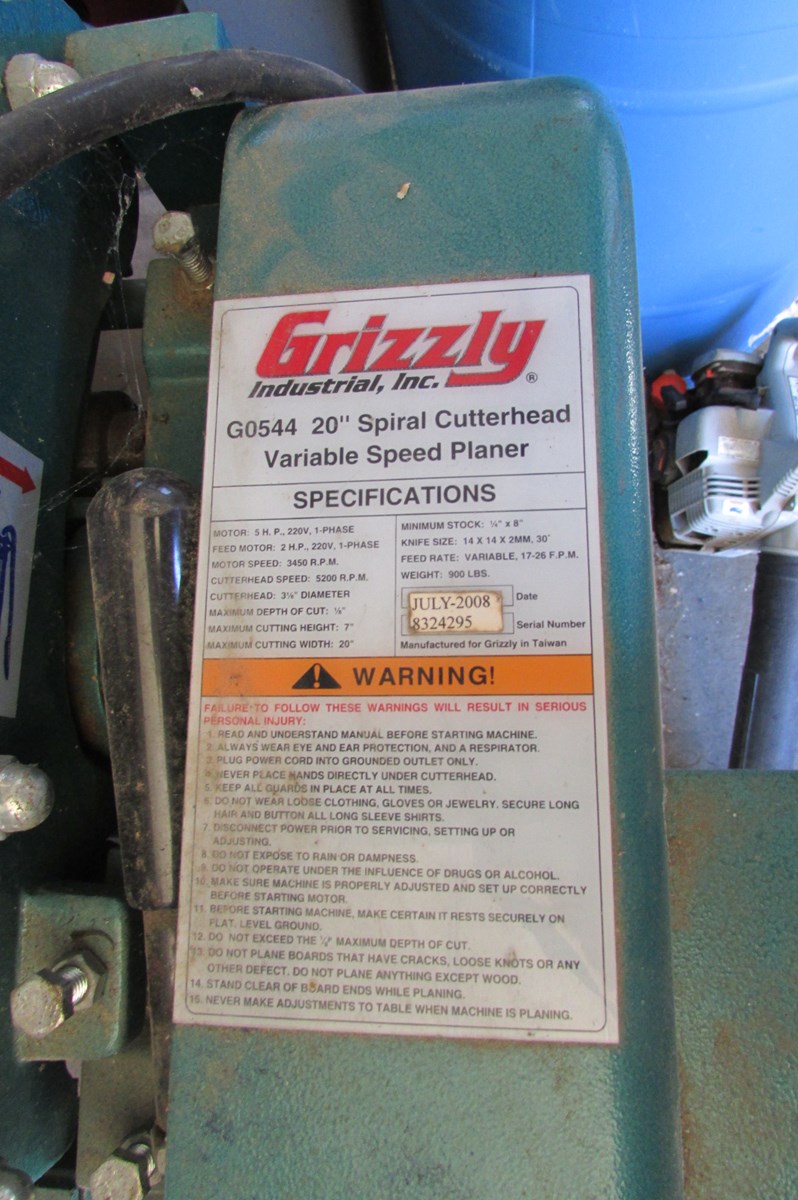 Grizzly
Industrial, Inc. ®
G0544 20" Spiral Cutterhead
Variable Speed Planer
SPECIFICATIONS
MOTOR: 5 H. P., 220V, 1-PHASE
FEED MOTOR: 2 H.P., 220V, 1-PHASE
MOTOR SPEED: 3450 R.P.M.
CUTTERHEAD SPEED: 5200 R.P.M.
CUTTERHEAD: 3⅛" DIAMETER
MAXIMUM DEPTH OF CUT: ⅛"
MAXIMUM CUTTING HEIGHT: 7"
MAXIMUM CUTTING WIDTH: 20"
MINIMUM STOCK: ¼" x 8"
KNIFE SIZE: 14 X 14 X 2MM, 30°
FEED RATE: VARIABLE, 17-26 F.P.M.
WEIGHT: 900 LBS.
JULY-2008 Date
8324295 Serial Number
Manufactured for Grizzly in Taiwan
WARNING!
FAILURE TO FOLLOW THESE WARNINGS WILL RESULT IN SERIOUS
PERSONAL INJURY:
1. READ AND UNDERSTAND MANUAL BEFORE STARTING MACHINE.
2. ALWAYS WEAR EYE AND EAR PROTECTION, AND A RESPIRATOR.
3. PLUG POWER CORD INTO GROUNDED OUTLET ONLY.
4. NEVER PLACE HANDS DIRECTLY UNDER CUTTERHEAD.
5. KEEP ALL GUARDS IN PLACE AT ALL TIMES.
6. DO NOT WEAR LOOSE CLOTHING, GLOVES OR JEWELRY. SECURE LONG
HAIR AND BUTTON ALL LONG SLEEVE SHIRTS.
7. DISCONNECT POWER PRIOR TO SERVICING, SETTING UP OR
ADJUSTING.
8. DO NOT EXPOSE TO RAIN OR DAMPNESS.
9. DO NOT OPERATE UNDER THE INFLUENCE OF DRUGS OR ALCOHOL.
10. MAKE SURE MACHINE IS PROPERLY ADJUSTED AND SET UP CORRECTLY
BEFORE STARTING MOTOR.
11. BEFORE STARTING MACHINE, MAKE CERTAIN IT RESTS SECURELY ON
FLAT, LEVEL GROUND.
12. DO NOT EXCEED THE ⅛" MAXIMUM DEPTH OF CUT.
13. DO NOT PLANE BOARDS THAT HAVE CRACKS, LOOSE KNOTS OR ANY
OTHER DEFECT. DO NOT PLANE ANYTHING EXCEPT WOOD.
14. STAND CLEAR OF BOARD ENDS WHILE PLANING.
15. NEVER MAKE ADJUSTMENTS TO TABLE WHEN MACHINE IS PLANING.